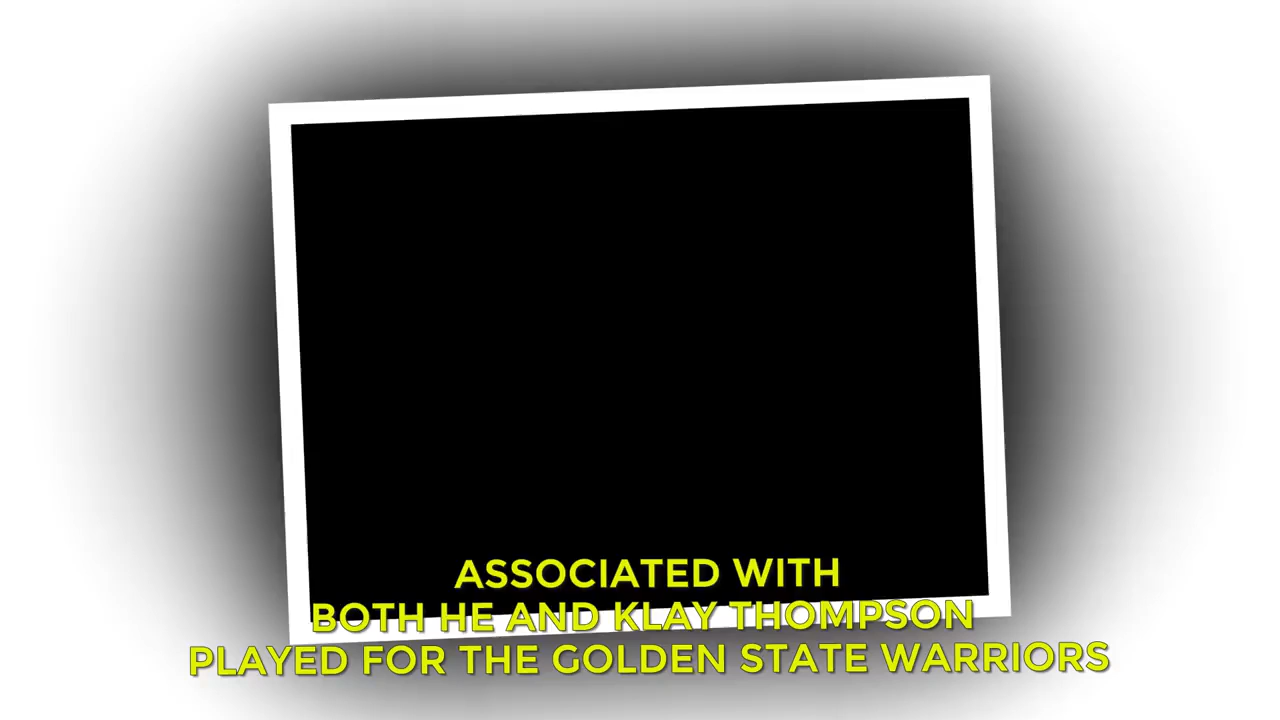 ASSOCIATED WITH
BOTH HE AND KLAY THOMPSON
PLAYED FOR THE GOLDEN STATE WARRIORS